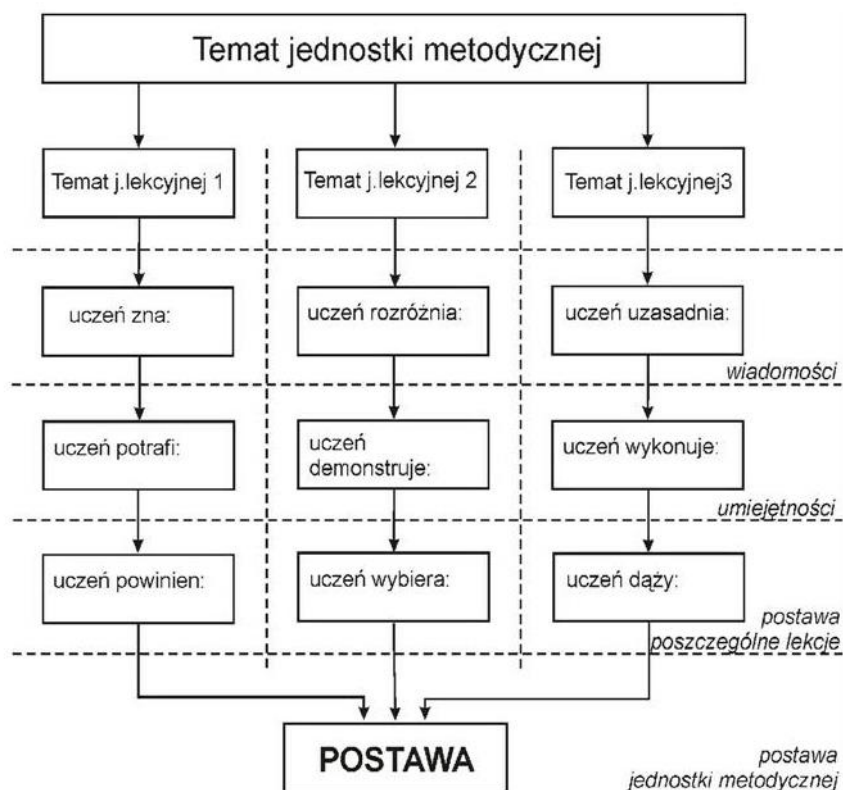 Temat jednostki metodycznej
Temat j.lekcyjnej 1
Temat j.lekcyjnej 2
Temat j.lekcyjnej3
uczeń zna:
uczeń rozróżnia:
uczeń uzasadnia:
wiadomości
uczeń potrafi:
uczeń
demonstruje:
uczeń wykonuje:
umiejętności
uczeń powinien:
uczeń wybiera:
uczeń dąży:
postawa
poszczególne lekcje
POSTAWA
postawa
jednostki metodycznej